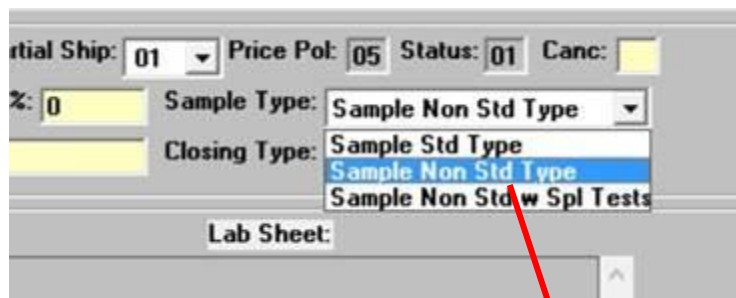 rtial Ship: 01 Price Pol: 05 Status: 01 Canc:
%: 0 Sample Type: Sample Non Std Type
Closing Type: Sample Std Type
Sample Non Std Type
Sample Non Std w Spl Tests
Lab Sheet: